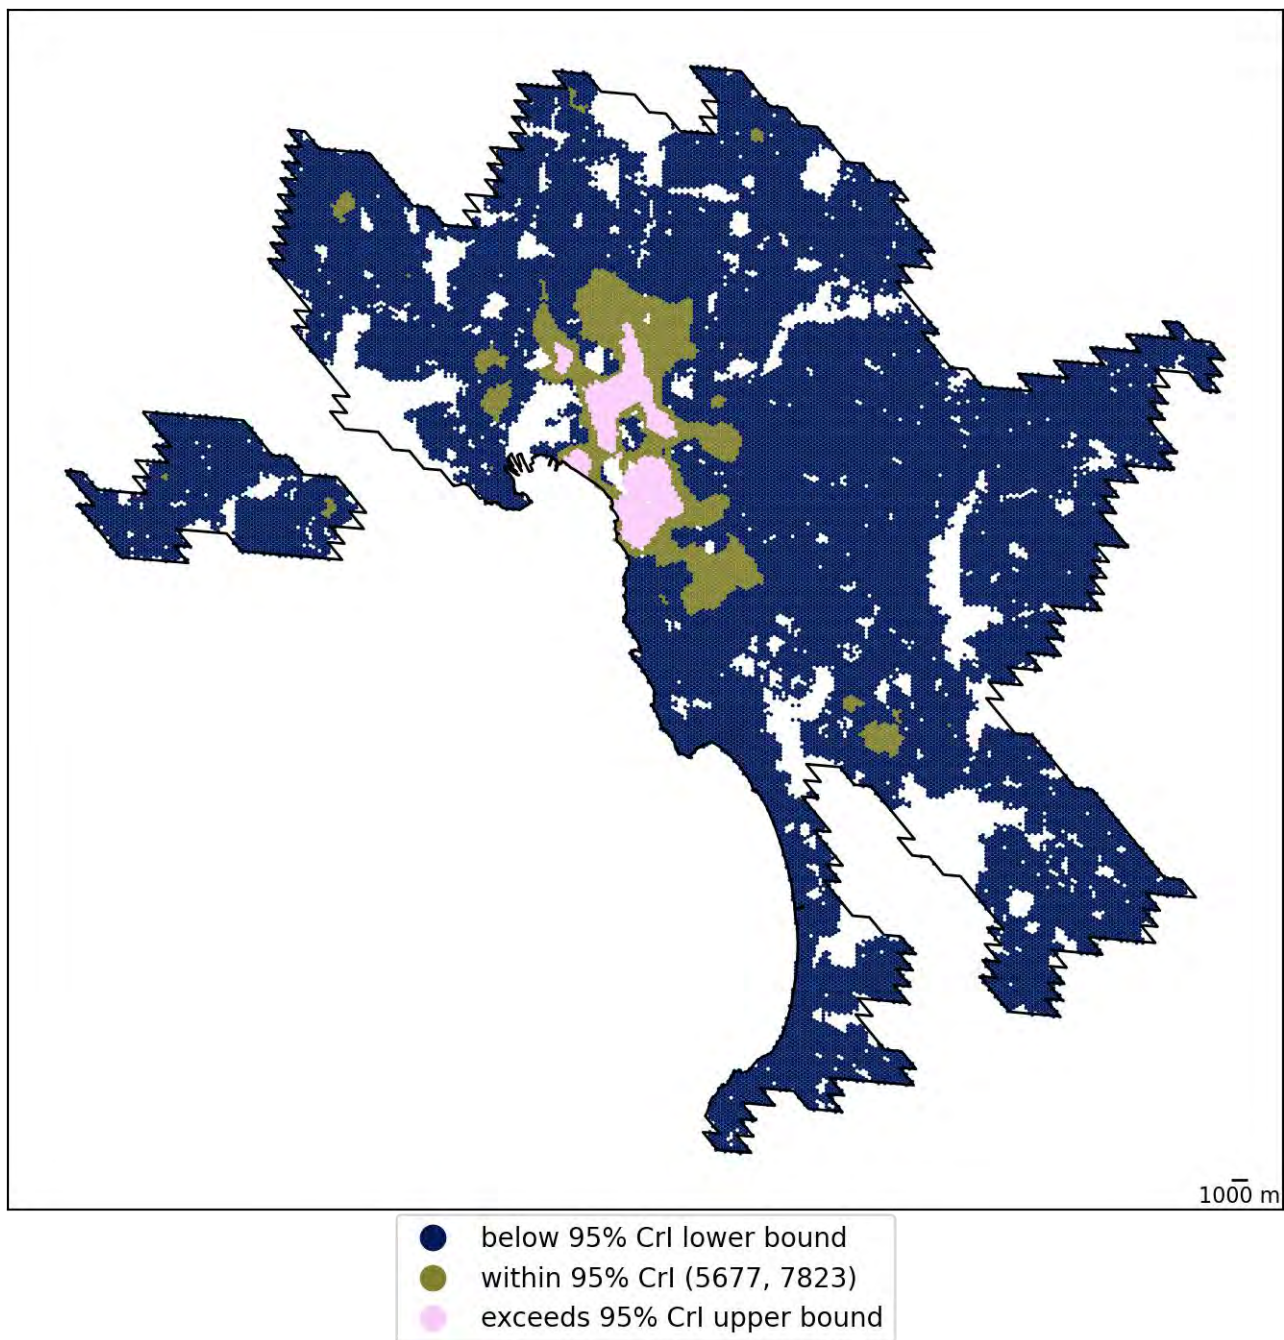 1000 m
below 95% CrI lower bound
within 95% CrI (5677, 7823)
exceeds 95% CrI upper bound